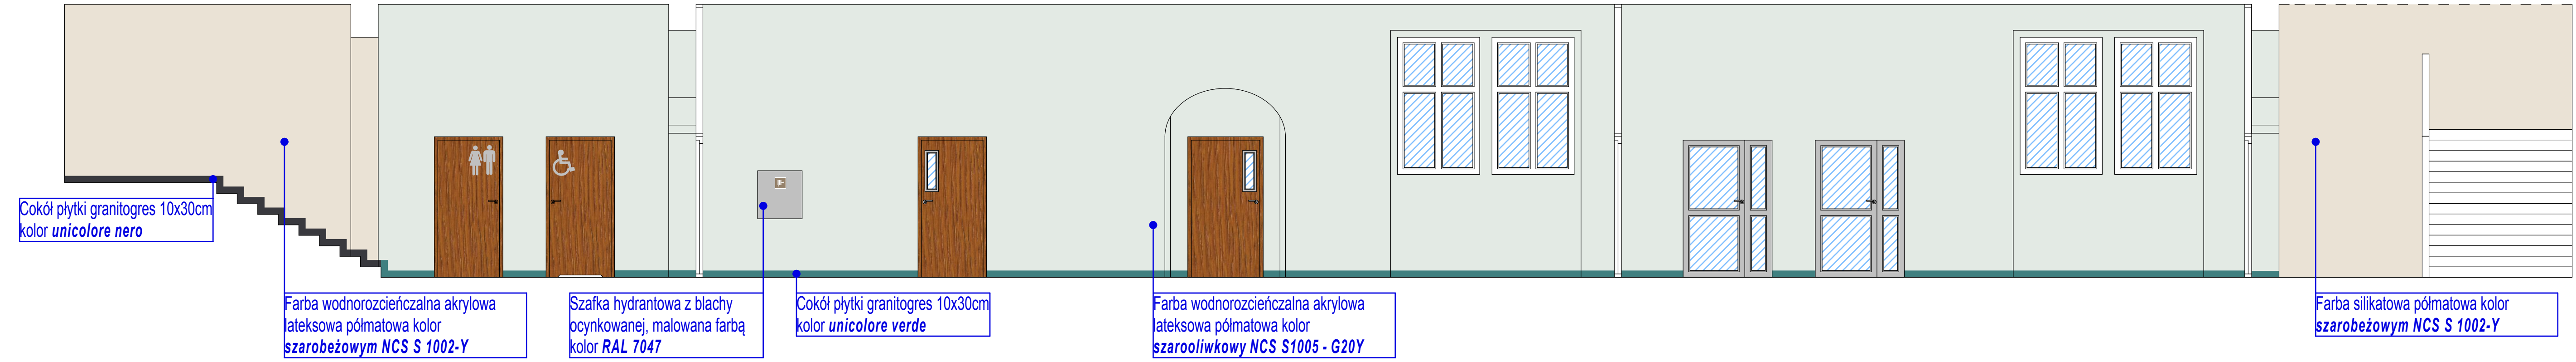 Cokół płytki granitogres 10x30cm
kolor unicolore nero
Farba wodnorozcieńczalna akrylowa
lateksowa półmatowa kolor
szarobeżowym NCS S 1002-Y
Szafka hydrantowa z blachy
ocynkowanej, malowana farbą
kolor RAL 7047
Cokół płytki granitogres 10x30cm
kolor unicolore verde
Farba wodnorozcieńczalna akrylowa
lateksowa półmatowa kolor
szarooliwkowy NCS S1005 - G20Y
Farba silikatowa półmatowa kolor
szarobeżowym NCS S 1002-Y